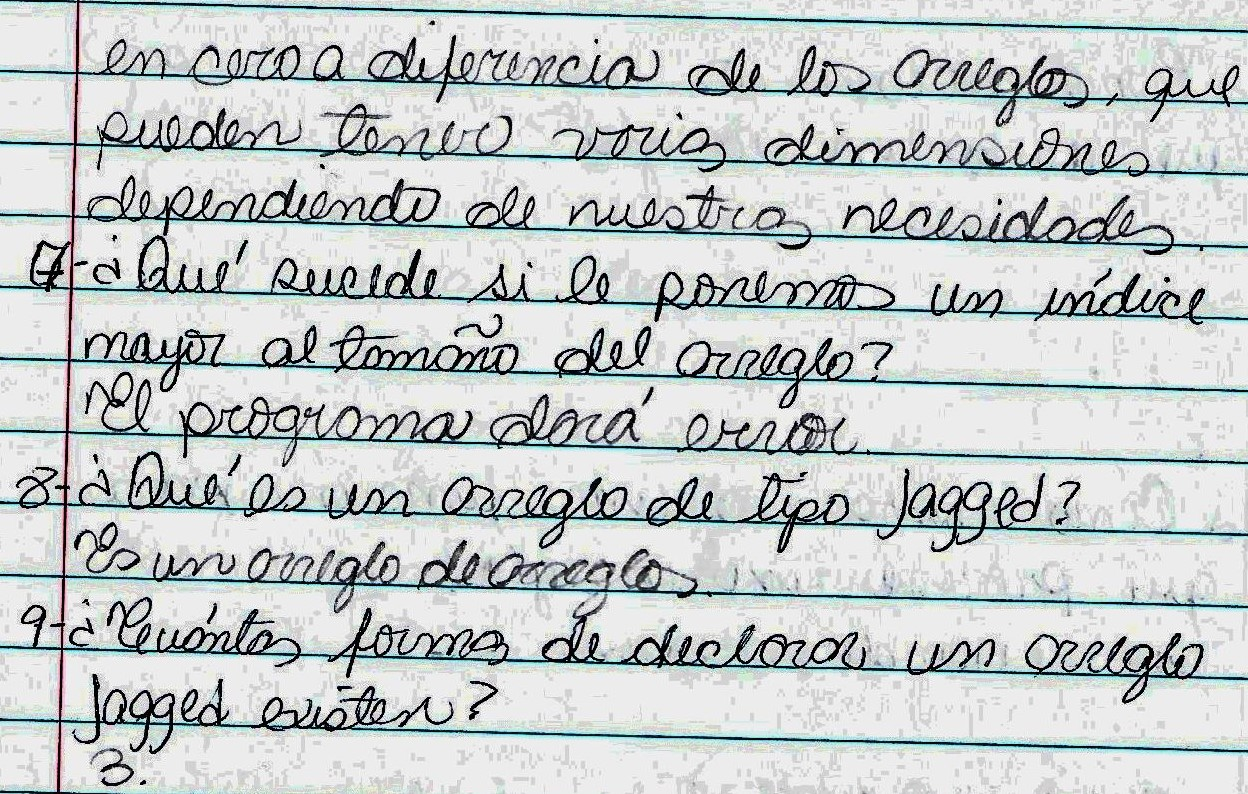 en cero a diferencia de los arreglos, que
pueden tener varias dimensiones
dependiendo de nuestras necesidades.
7-¿Qué sucede si le ponemos un índice
mayor al tamaño del arreglo?
El programa dará error.
8-¿Qué es un arreglo de tipo Jagged?
Es un arreglo de arreglos.
9-¿Cuántas formas de declarar un arreglo
Jagged existen?
3.